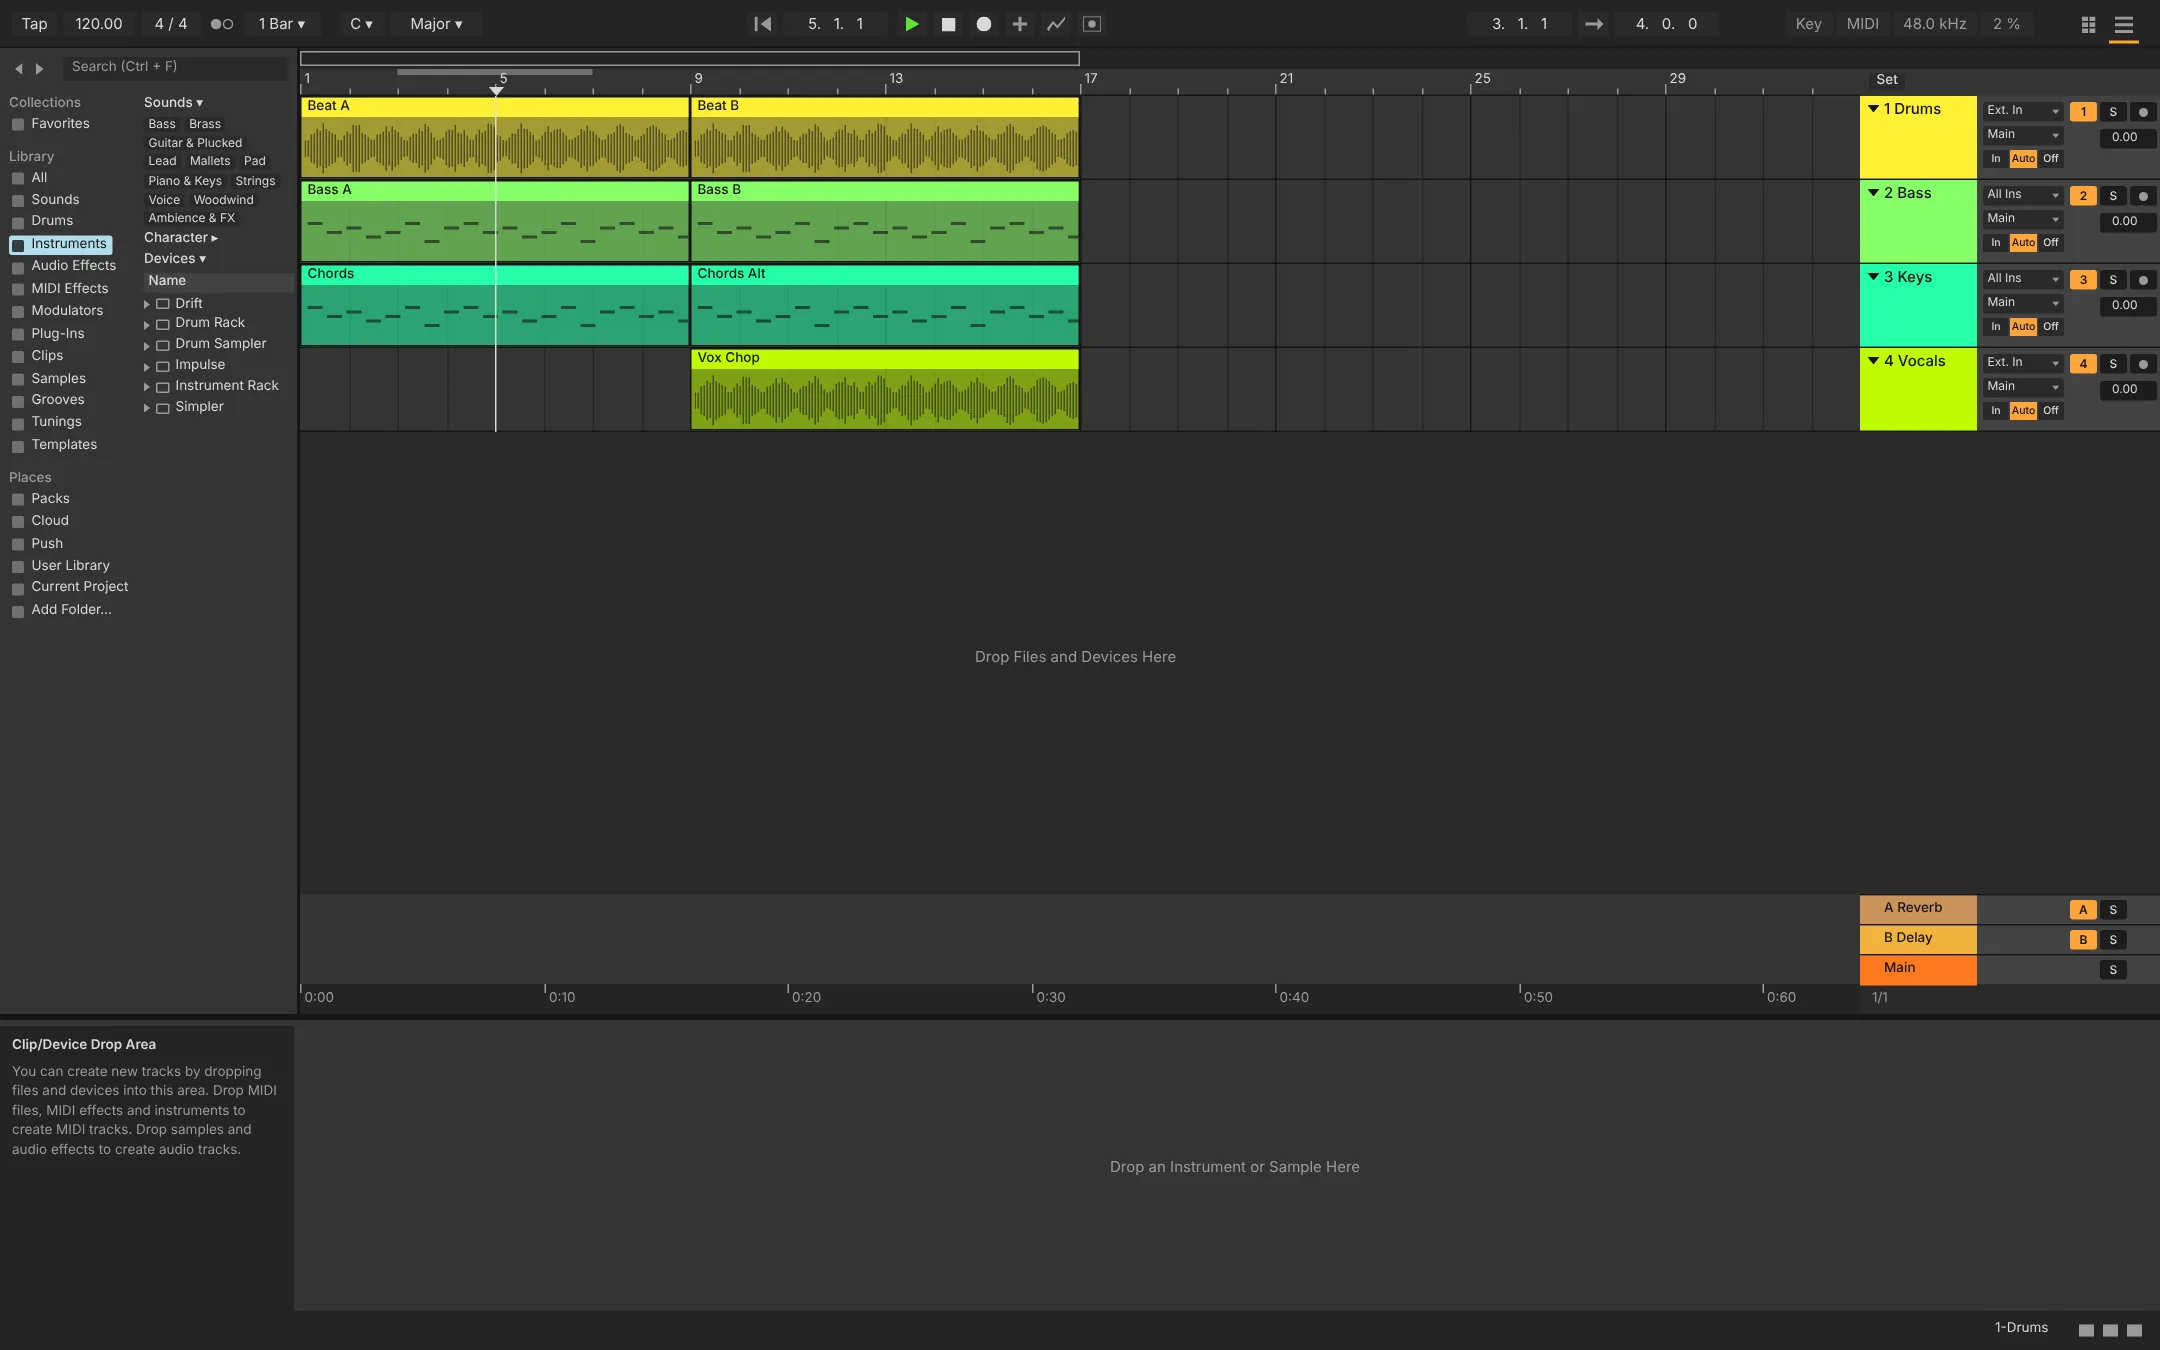 Tap 120.00 4 / 4 1 Bar ▾ C ▾ Major ▾ 5. 1. 1 3. 1. 1 4. 0. 0 Key MIDI 48.0 kHz 2 %
Search (Ctrl + F)
Collections
Favorites
Library
All
Sounds
Drums
Instruments
Audio Effects
MIDI Effects
Modulators
Plug-Ins
Clips
Samples
Grooves
Tunings
Templates
Places
Packs
Cloud
Push
User Library
Current Project
Add Folder...
Sounds ▾
Bass Brass
Guitar & Plucked
Lead Mallets Pad
Piano & Keys Strings
Voice Woodwind
Ambience & FX
Character ▸
Devices ▾
Name
Drift
Drum Rack
Drum Sampler
Impulse
Instrument Rack
Simpler
1 5 9 13 17 21 25 29
Set
Beat A Beat B
Bass A Bass B
Chords Chords Alt
Vox Chop
1 Drums Ext. In 1 S
Main 0.00
In Auto Off
2 Bass All Ins 2 S
Main 0.00
In Auto Off
3 Keys All Ins 3 S
Main 0.00
In Auto Off
4 Vocals Ext. In 4 S
Main 0.00
In Auto Off
Drop Files and Devices Here
A Reverb A S
B Delay B S
Main S
0:00 0:10 0:20 0:30 0:40 0:50 0:60 1/1
Clip/Device Drop Area
You can create new tracks by dropping
files and devices into this area. Drop MIDI
files, MIDI effects and instruments to
create MIDI tracks. Drop samples and
audio effects to create audio tracks.
Drop an Instrument or Sample Here
1-Drums